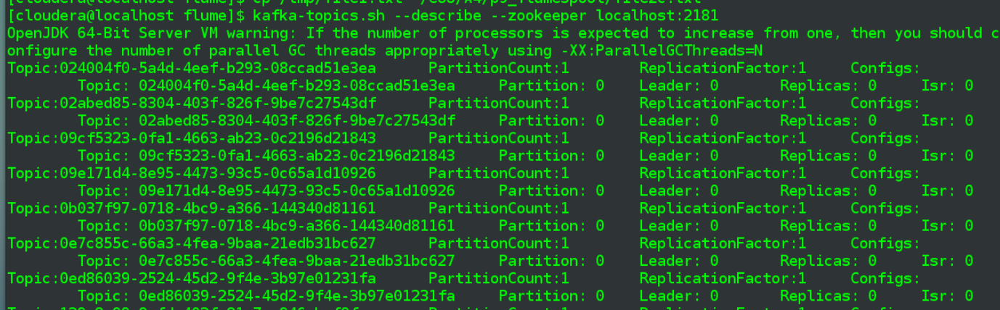 [cloudera@localhost flume]$ cp /tmp/file1.txt
[cloudera@localhost flume]$ kafka-topics.sh --describe --zookeeper localhost:2181
OpenJDK 64-Bit Server VM warning: If the number of processors is expected to increase from one, then you should c
onfigure the number of parallel GC threads appropriately using -XX:ParallelGCThreads=N
Topic:024004f0-5a4d-4eef-b293-08ccad51e3ea PartitionCount:1 ReplicationFactor:1 Configs:
Topic: 024004f0-5a4d-4eef-b293-08ccad51e3ea Partition: 0 Leader: 0 Replicas: 0 Isr: 0
Topic:02abed85-8304-403f-826f-9be7c27543df PartitionCount:1 ReplicationFactor:1 Configs:
Topic: 02abed85-8304-403f-826f-9be7c27543df Partition: 0 Leader: 0 Replicas: 0 Isr: 0
Topic:09cf5323-0fa1-4663-ab23-0c2196d21843 PartitionCount:1 ReplicationFactor:1 Configs:
Topic: 09cf5323-0fa1-4663-ab23-0c2196d21843 Partition: 0 Leader: 0 Replicas: 0 Isr: 0
Topic:09e171d4-8e95-4473-93c5-0c65a1d10926 PartitionCount:1 ReplicationFactor:1 Configs:
Topic: 09e171d4-8e95-4473-93c5-0c65a1d10926 Partition: 0 Leader: 0 Replicas: 0 Isr: 0
Topic:0b037f97-0718-4bc9-a366-144340d81161 PartitionCount:1 ReplicationFactor:1 Configs:
Topic: 0b037f97-0718-4bc9-a366-144340d81161 Partition: 0 Leader: 0 Replicas: 0 Isr: 0
Topic:0e7c855c-66a3-4fea-9baa-21edb31bc627 PartitionCount:1 ReplicationFactor:1 Configs:
Topic: 0e7c855c-66a3-4fea-9baa-21edb31bc627 Partition: 0 Leader: 0 Replicas: 0 Isr: 0
Topic:0ed86039-2524-45d2-9f4e-3b97e01231fa PartitionCount:1 ReplicationFactor:1 Configs:
Topic: 0ed86039-2524-45d2-9f4e-3b97e01231fa Partition: 0 Leader: 0 Replicas: 0 Isr: 0